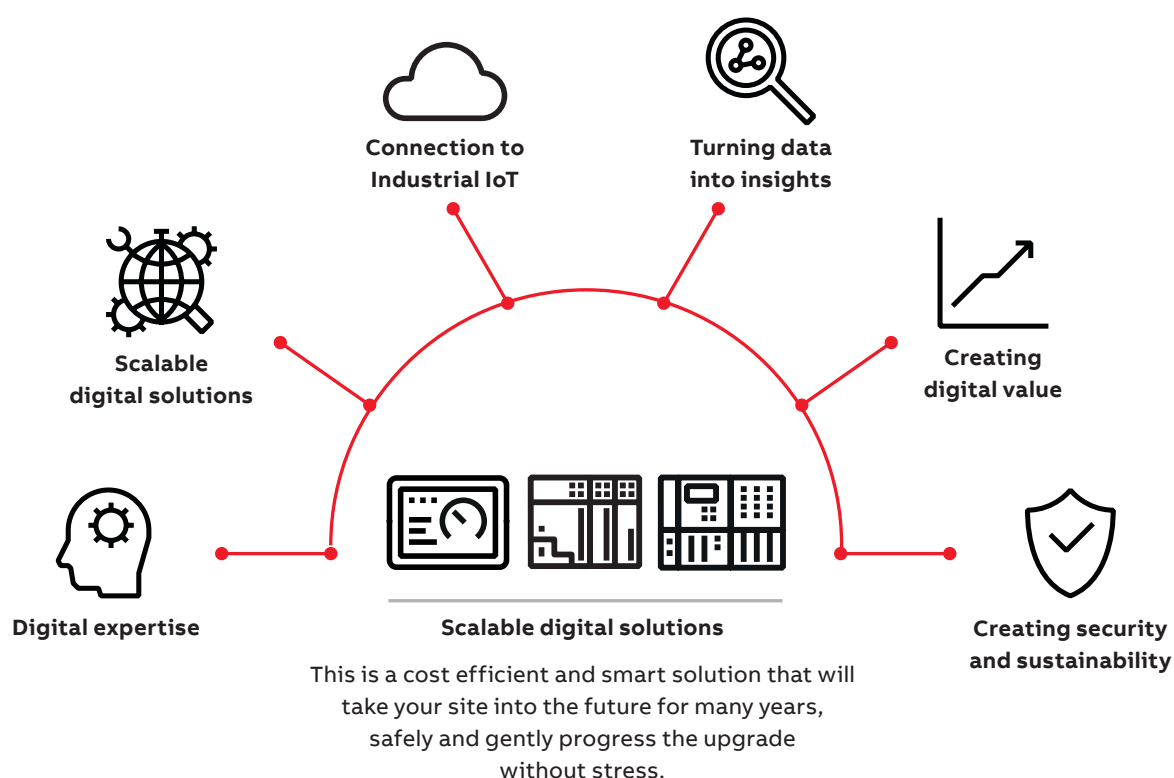 Connection to
Industrial IoT
Turning data
into insights
Scalable
digital solutions
Creating
digital value
Digital expertise
Scalable digital solutions
This is a cost efficient and smart solution that will
take your site into the future for many years,
safely and gently progress the upgrade
without stress.
Creating security
and sustainability